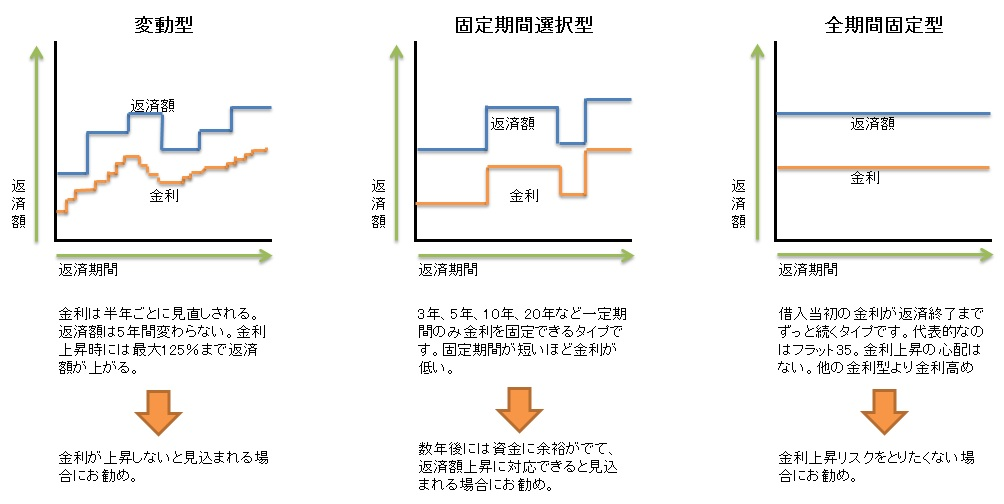 変動型
返済額
金利
返済額
返済期間
金利は半年ごとに見直しされる。
返済額は5年間変わらない。金利
上昇時には最大125%まで返済
額が上がる。
金利が上昇しないと見込まれる場
合にお勧め。
固定期間選択型
返済額
金利
返済額
返済期間
3年、5年、10年、20年など一定期
間のみ金利を固定できるタイプで
す。固定期間が短いほど金利が
低い。
数年後には資金に余裕がでて、
返済額上昇に対応できると見込
まれる場合にお勧め。
全期間固定型
返済額
金利
返済額
返済期間
借入当初の金利が返済終了まで
ずっと続くタイプです。代表的なの
はフラット35。金利上昇の心配は
ない。他の金利型より金利高め
金利上昇リスクをとりたくない場
合にお勧め。